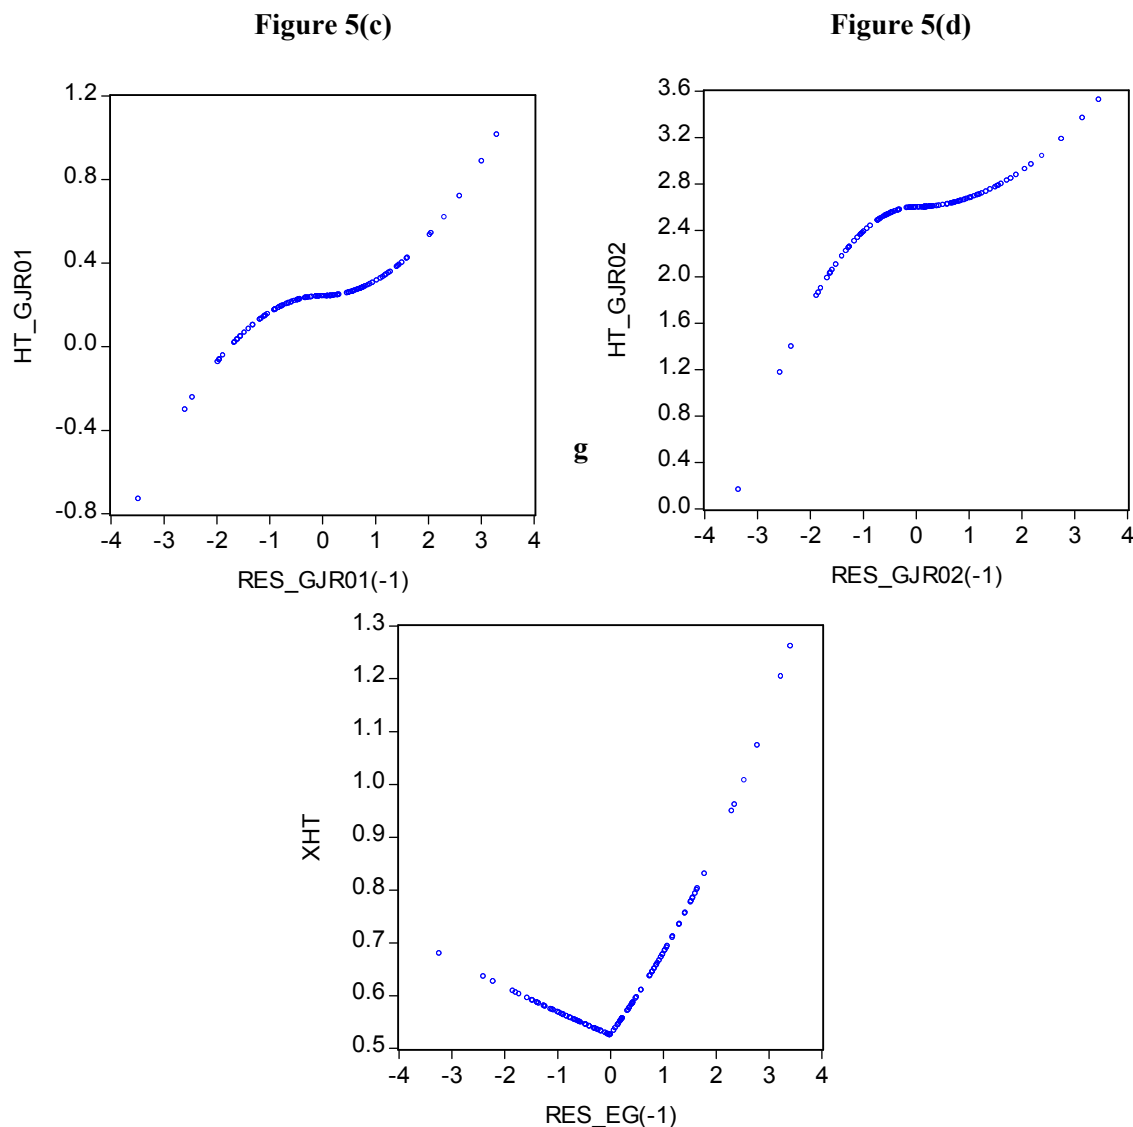 Figure 5(c)
Figure 5(d)
1.2
0.8
0.4
0.0
-0.4
-0.8
HT_GJR01
-4 -3 -2 -1 0 1 2 3 4
RES_GJR01(-1)
g
3.6
3.2
2.8
2.4
2.0
1.6
1.2
0.8
0.4
0.0
HT_GJR02
-4 -3 -2 -1 0 1 2 3 4
RES_GJR02(-1)
1.3
1.2
1.1
1.0
0.9
0.8
0.7
0.6
0.5
XHT
-4 -3 -2 -1 0 1 2 3 4
RES_EG(-1)